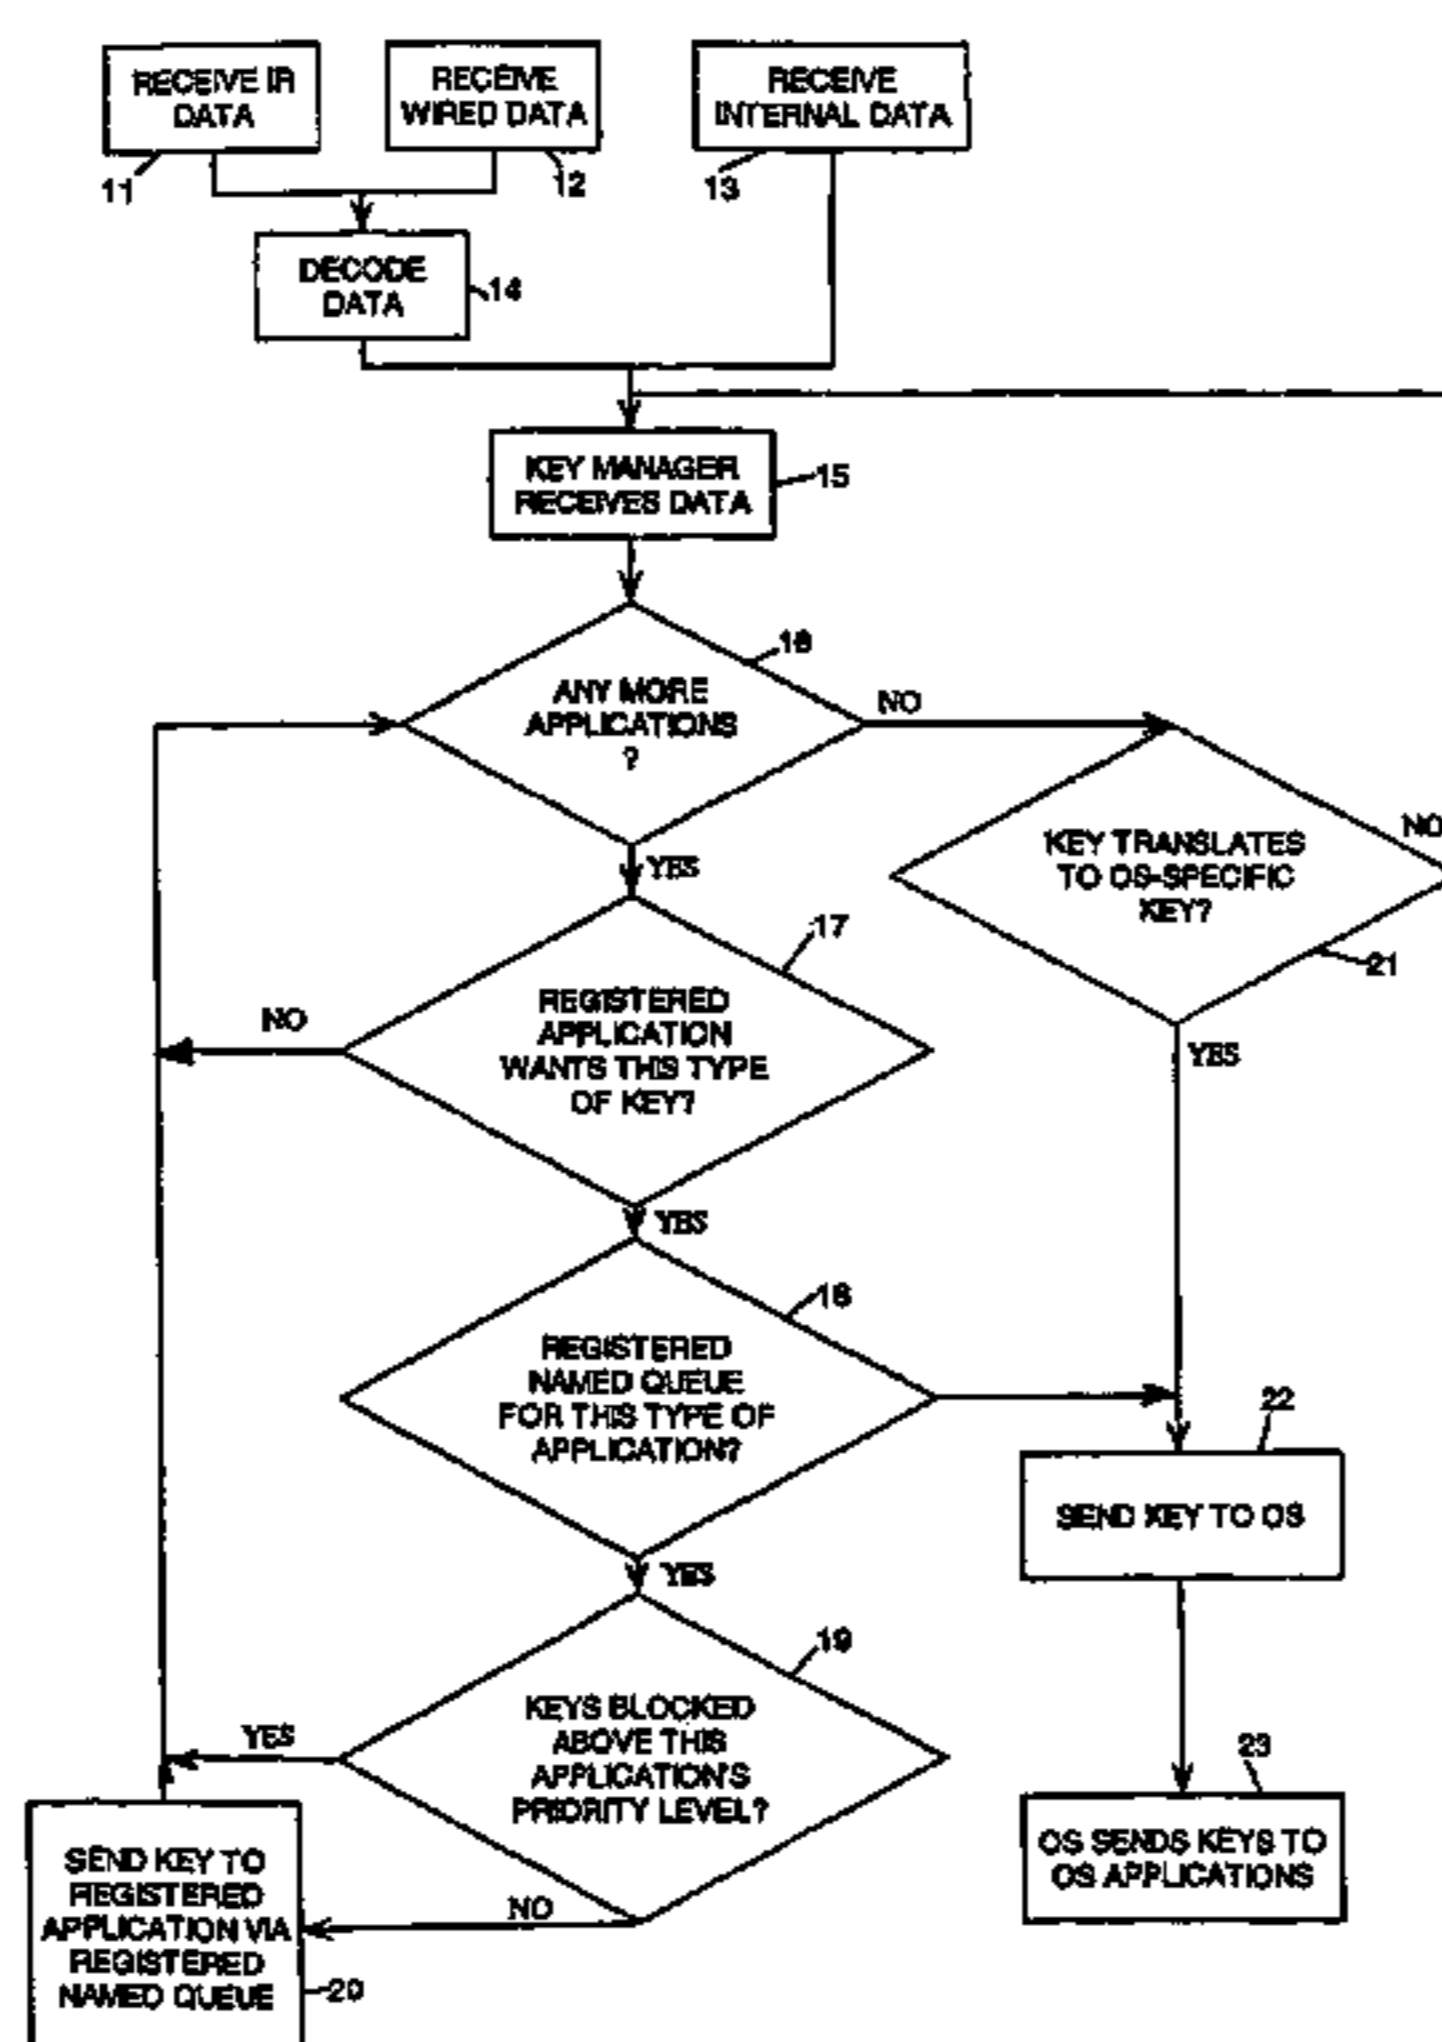 RECEIVE IR
DATA
RECEIVE
WIRED DATA
RECEIVE
INTERNAL DATA
11
12
13
DECODE
DATA
14
KEY MANAGER
RECEIVES DATA
15
16
ANY MORE
APPLICATIONS
?
NO
YES
KEY TRANSLATES
TO OS-SPECIFIC
KEY?
NO
21
YES
17
REGISTERED
APPLICATION
WANTS THIS TYPE
OF KEY?
NO
YES
18
REGISTERED
NAMED QUEUE
FOR THIS TYPE OF
APPLICATION?
YES
22
SEND KEY TO OS
19
KEYS BLOCKED
ABOVE THIS
APPLICATION'S
PRIORITY LEVEL?
YES
NO
23
OS SENDS KEYS TO
OS APPLICATIONS
SEND KEY TO
REGISTERED
APPLICATION VIA
REGISTERED
NAMED QUEUE
20